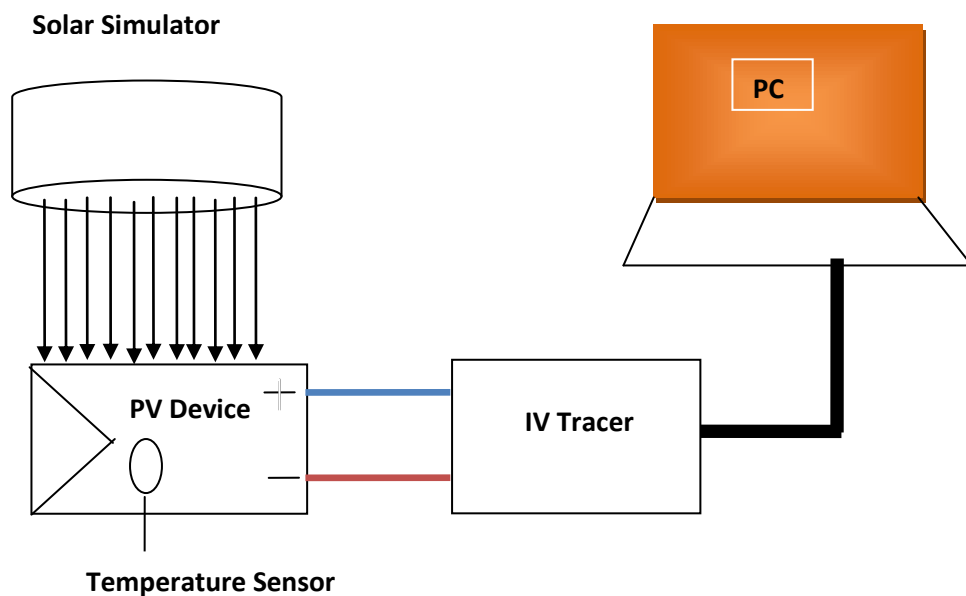 Solar Simulator
PC
PV Device
+
IV Tracer
−
Temperature Sensor